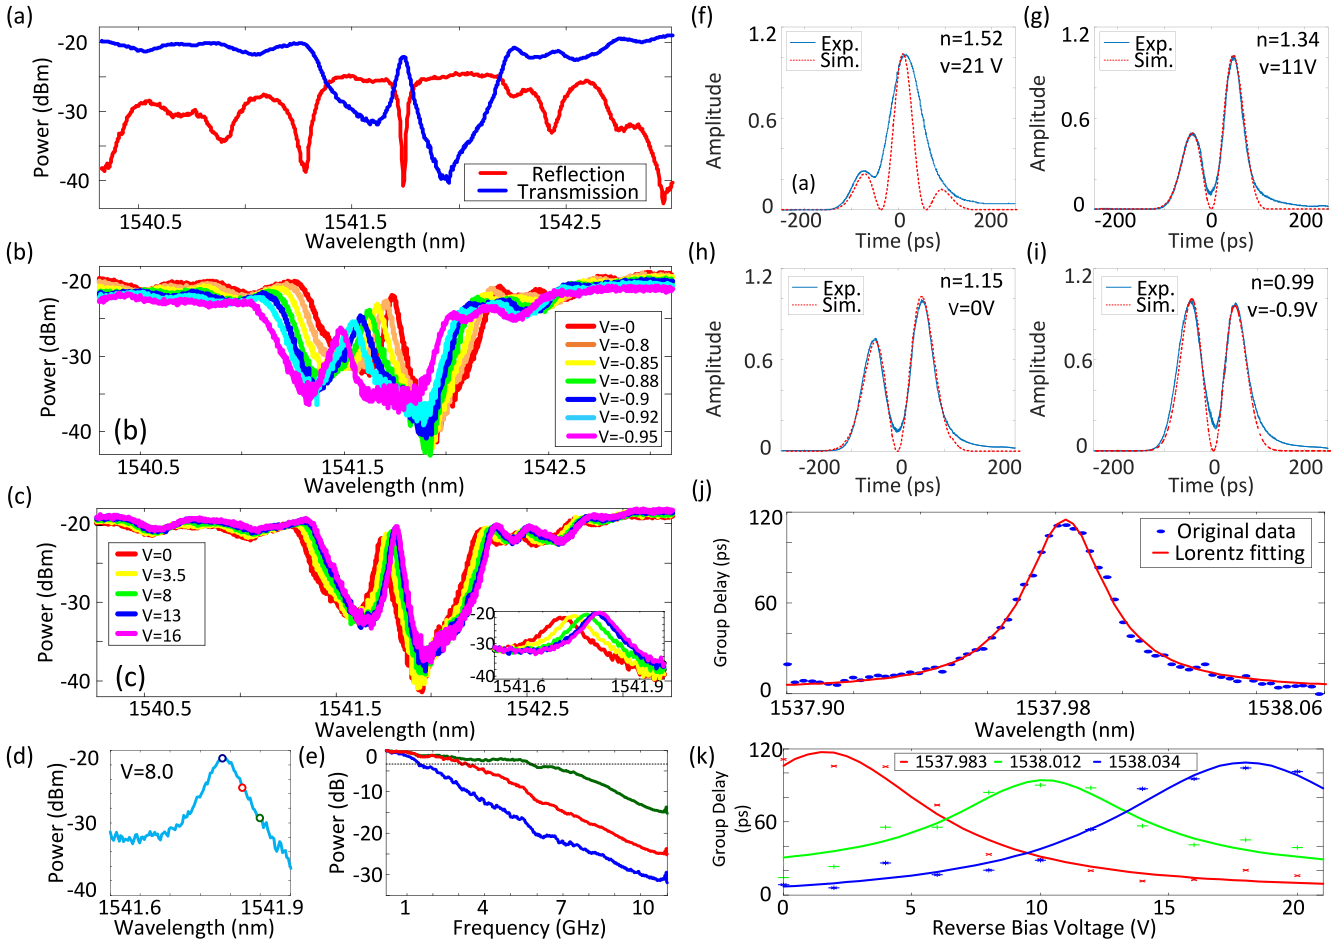 (a)
Power (dBm)
-20
-30
-40
Reflection
Transmission
1540.5
1541.5
1542.5
Wavelength (nm)
(b)
Power (dBm)
-20
-30
-40
V=-0
V=-0.8
V=-0.85
V=-0.88
V=-0.9
V=-0.92
V=-0.95
(b)
1540.5
1541.5
1542.5
Wavelength (nm)
(c)
Power (dBm)
-20
-30
-40
V=0
V=3.5
V=8
V=13
V=16
(c)
-20
-30
-40
1541.6
1541.9
1540.5
1541.5
1542.5
Wavelength (nm)
(d)
Power (dBm)
-20
-30
-40
V=8.0
1541.6
1541.9
Wavelength (nm)
(e)
Power (dB)
0
-10
-20
-30
1
4
7
10
Frequency (GHz)
(f)
Amplitude
1.2
0.6
0
Exp.
Sim.
n=1.52
v=21 V
(a)
-200
0
200
Time (ps)
(g)
Amplitude
1.2
0.6
0
Exp.
Sim.
n=1.34
v=11V
-200
0
200
Time (ps)
(h)
Amplitude
1.2
0.6
0
Exp.
Sim.
n=1.15
v=0V
-200
0
200
Time (ps)
(i)
Amplitude
1.2
0.6
0
Exp.
Sim.
n=0.99
v=-0.9V
-200
0
200
Time (ps)
(j)
Group Delay (ps)
120
60
0
Original data
Lorentz fitting
1537.90
1537.98
1538.06
Wavelength (nm)
(k)
Group Delay
(ps)
120
60
0
1537.983
1538.012
1538.034
0
5
10
15
20
Reverse Bias Voltage (V)